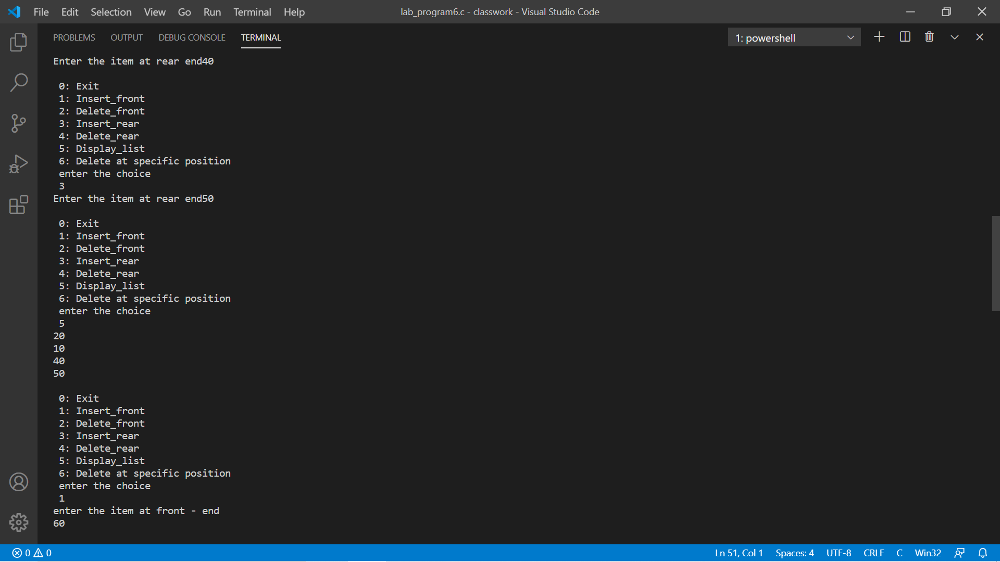 File Edit Selection View Go Run Terminal Help lab_program6.c - classwork - Visual Studio Code
PROBLEMS OUTPUT DEBUG CONSOLE TERMINAL 1: powershell
Enter the item at rear end40
0: Exit
1: Insert_front
2: Delete_front
3: Insert_rear
4: Delete_rear
5: Display_list
6: Delete at specific position
enter the choice
3
Enter the item at rear end50
0: Exit
1: Insert_front
2: Delete_front
3: Insert_rear
4: Delete_rear
5: Display_list
6: Delete at specific position
enter the choice
5
20
10
40
50
0: Exit
1: Insert_front
2: Delete_front
3: Insert_rear
4: Delete_rear
5: Display_list
6: Delete at specific position
enter the choice
1
enter the item at front - end
60
0 0 Ln 51, Col 1 Spaces: 4 UTF-8 CRLF C Win32